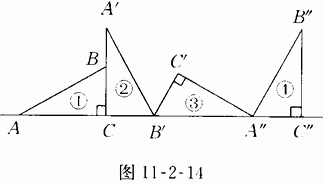 A' B''
B C'
① ② ③ ①
A C B' A'' C''
图 11-2-14